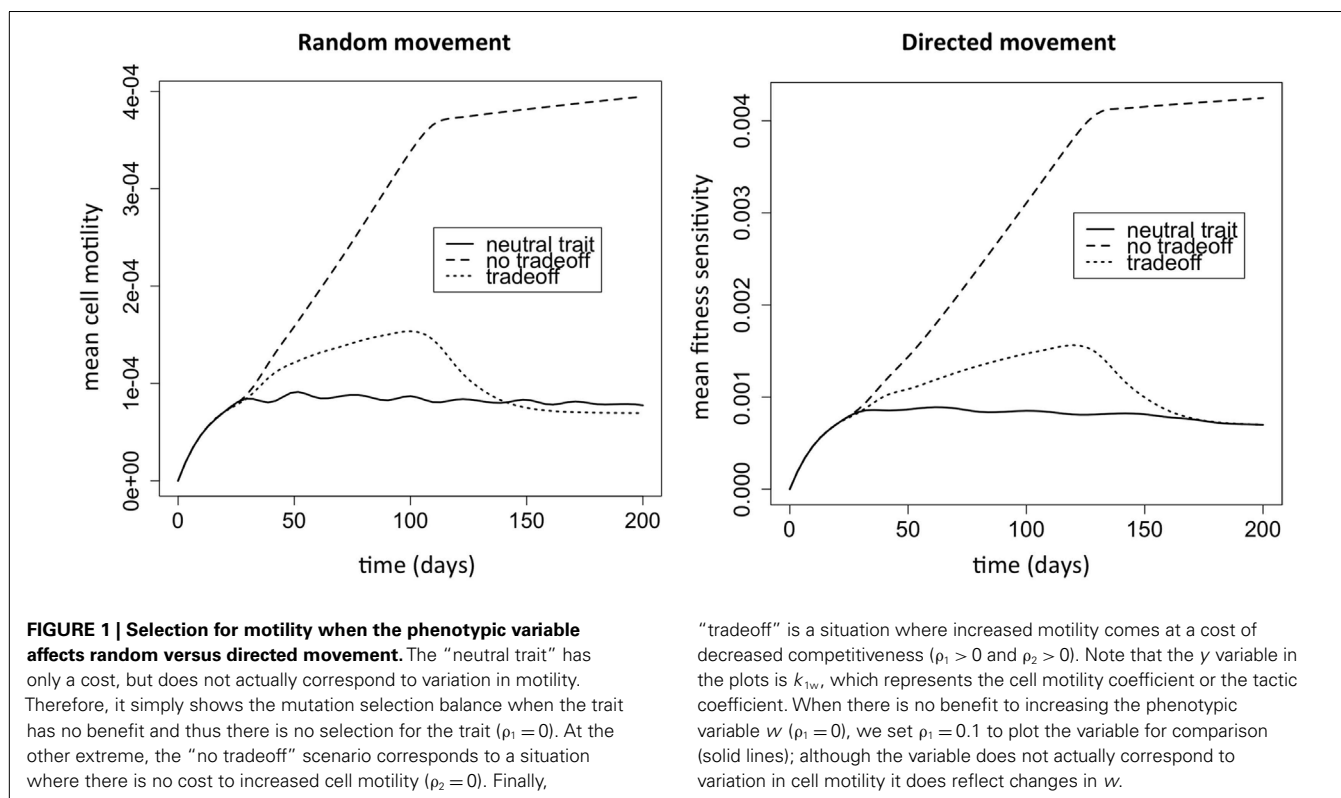 Random movement
mean cell motility
4e-04
3e-04
2e-04
1e-04
0e+00
neutral trait
no tradeoff
tradeoff
0 50 100 150 200
time (days)
Directed movement
mean fitness sensitivity
0.004
0.003
0.002
0.001
0.000
neutral trait
no tradeoff
tradeoff
0 50 100 150 200
time (days)
FIGURE 1 | Selection for motility when the phenotypic variable
affects random versus directed movement. The “neutral trait” has
only a cost, but does not actually correspond to variation in motility.
Therefore, it simply shows the mutation selection balance when the trait
has no benefit and thus there is no selection for the trait (ρ₁ = 0). At the
other extreme, the “no tradeoff” scenario corresponds to a situation
where there is no cost to increased cell motility (ρ₂ = 0). Finally,
“tradeoff” is a situation where increased motility comes at a cost of
decreased competitiveness (ρ₁ > 0 and ρ₂ > 0). Note that the y variable in
the plots is k₁w, which represents the cell motility coefficient or the tactic
coefficient. When there is no benefit to increasing the phenotypic
variable w (ρ₁ = 0), we set ρ₁ = 0.1 to plot the variable for comparison
(solid lines); although the variable does not actually correspond to
variation in cell motility it does reflect changes in w.